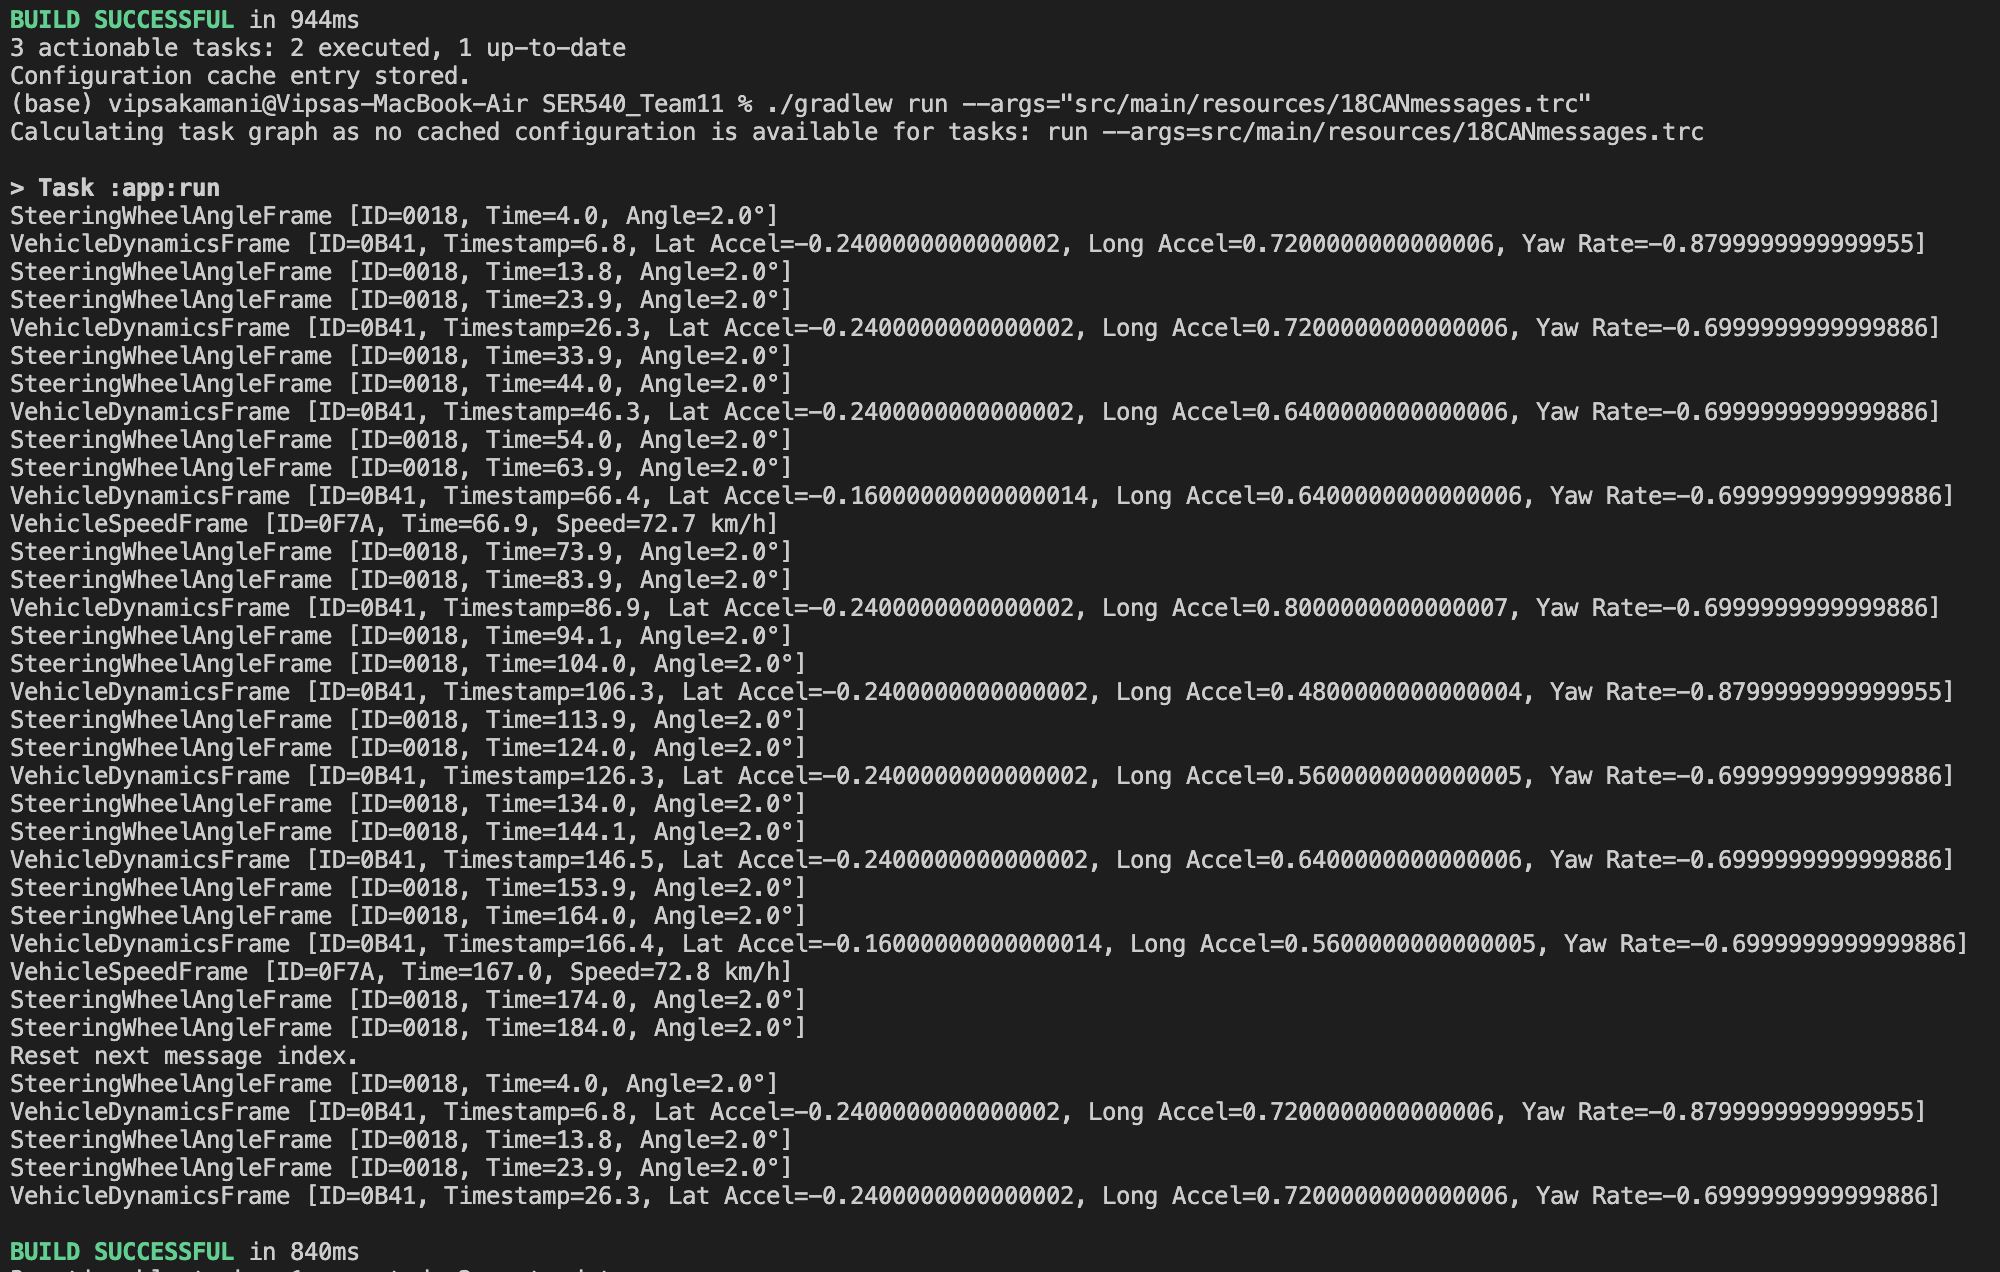 BUILD SUCCESSFUL in 944ms
3 actionable tasks: 2 executed, 1 up-to-date
Configuration cache entry stored.
(base) vipsakamani@Vipsas-MacBook-Air SER540_Team11 % ./gradlew run --args="src/main/resources/18CANmessages.trc"
Calculating task graph as no cached configuration is available for tasks: run --args=src/main/resources/18CANmessages.trc
> Task :app:run
SteeringWheelAngleFrame [ID=0018, Time=4.0, Angle=2.0°]
VehicleDynamicsFrame [ID=0B41, Timestamp=6.8, Lat Accel=-0.2400000000000002, Long Accel=0.7200000000000006, Yaw Rate=-0.8799999999999955]
SteeringWheelAngleFrame [ID=0018, Time=13.8, Angle=2.0°]
SteeringWheelAngleFrame [ID=0018, Time=23.9, Angle=2.0°]
VehicleDynamicsFrame [ID=0B41, Timestamp=26.3, Lat Accel=-0.2400000000000002, Long Accel=0.7200000000000006, Yaw Rate=-0.6999999999999886]
SteeringWheelAngleFrame [ID=0018, Time=33.9, Angle=2.0°]
SteeringWheelAngleFrame [ID=0018, Time=44.0, Angle=2.0°]
VehicleDynamicsFrame [ID=0B41, Timestamp=46.3, Lat Accel=-0.2400000000000002, Long Accel=0.6400000000000006, Yaw Rate=-0.6999999999999886]
SteeringWheelAngleFrame [ID=0018, Time=54.0, Angle=2.0°]
SteeringWheelAngleFrame [ID=0018, Time=63.9, Angle=2.0°]
VehicleDynamicsFrame [ID=0B41, Timestamp=66.4, Lat Accel=-0.16000000000000014, Long Accel=0.6400000000000006, Yaw Rate=-0.6999999999999886]
VehicleSpeedFrame [ID=0F7A, Time=66.9, Speed=72.7 km/h]
SteeringWheelAngleFrame [ID=0018, Time=73.9, Angle=2.0°]
SteeringWheelAngleFrame [ID=0018, Time=83.9, Angle=2.0°]
VehicleDynamicsFrame [ID=0B41, Timestamp=86.9, Lat Accel=-0.2400000000000002, Long Accel=0.8000000000000007, Yaw Rate=-0.6999999999999886]
SteeringWheelAngleFrame [ID=0018, Time=94.1, Angle=2.0°]
SteeringWheelAngleFrame [ID=0018, Time=104.0, Angle=2.0°]
VehicleDynamicsFrame [ID=0B41, Timestamp=106.3, Lat Accel=-0.2400000000000002, Long Accel=0.4800000000000004, Yaw Rate=-0.8799999999999955]
SteeringWheelAngleFrame [ID=0018, Time=113.9, Angle=2.0°]
SteeringWheelAngleFrame [ID=0018, Time=124.0, Angle=2.0°]
VehicleDynamicsFrame [ID=0B41, Timestamp=126.3, Lat Accel=-0.2400000000000002, Long Accel=0.5600000000000005, Yaw Rate=-0.6999999999999886]
SteeringWheelAngleFrame [ID=0018, Time=134.0, Angle=2.0°]
SteeringWheelAngleFrame [ID=0018, Time=144.1, Angle=2.0°]
VehicleDynamicsFrame [ID=0B41, Timestamp=146.5, Lat Accel=-0.2400000000000002, Long Accel=0.6400000000000006, Yaw Rate=-0.6999999999999886]
SteeringWheelAngleFrame [ID=0018, Time=153.9, Angle=2.0°]
SteeringWheelAngleFrame [ID=0018, Time=164.0, Angle=2.0°]
VehicleDynamicsFrame [ID=0B41, Timestamp=166.4, Lat Accel=-0.16000000000000014, Long Accel=0.5600000000000005, Yaw Rate=-0.6999999999999886]
VehicleSpeedFrame [ID=0F7A, Time=167.0, Speed=72.8 km/h]
SteeringWheelAngleFrame [ID=0018, Time=174.0, Angle=2.0°]
SteeringWheelAngleFrame [ID=0018, Time=184.0, Angle=2.0°]
Reset next message index.
SteeringWheelAngleFrame [ID=0018, Time=4.0, Angle=2.0°]
VehicleDynamicsFrame [ID=0B41, Timestamp=6.8, Lat Accel=-0.2400000000000002, Long Accel=0.7200000000000006, Yaw Rate=-0.8799999999999955]
SteeringWheelAngleFrame [ID=0018, Time=13.8, Angle=2.0°]
SteeringWheelAngleFrame [ID=0018, Time=23.9, Angle=2.0°]
VehicleDynamicsFrame [ID=0B41, Timestamp=26.3, Lat Accel=-0.2400000000000002, Long Accel=0.7200000000000006, Yaw Rate=-0.6999999999999886]
BUILD SUCCESSFUL in 840ms